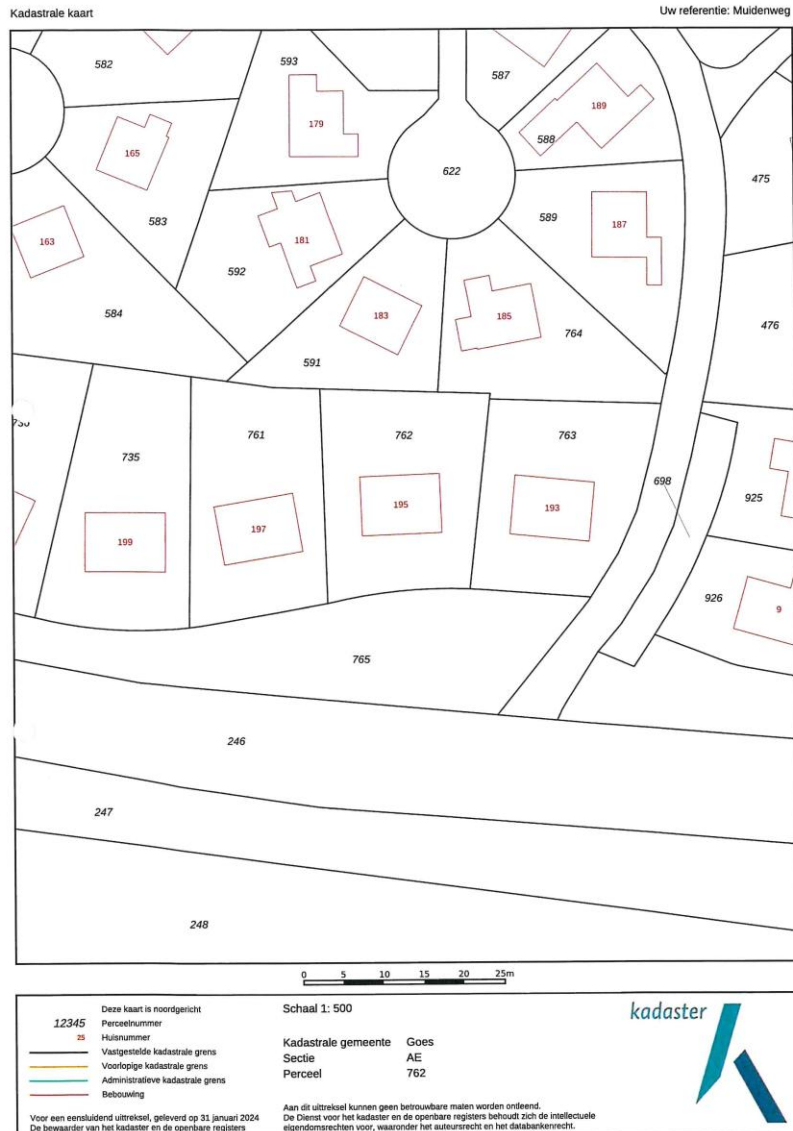 Kadastrale kaart
Uw referentie: Muidenweg
582
593
587
189
588
179
165
622
475
583
589
187
163
181
592
584
183
185
476
764
591
761
762
763
735
698
925
195
193
197
199
926
9
765
246
247
248
0 5 10 15 20 25m
Deze kaart is noordgericht
12345 Perceelnummer
25 Huisnummer
Vastgestelde kadastrale grens
Voorlopige kadastrale grens
Administratieve kadastrale grens
Bebouwing
Voor een eensluidend uittreksel, geleverd op 31 januari 2024
De bewaarder van het kadaster en de openbare registers
Schaal 1: 500
Kadastrale gemeente Goes
Sectie AE
Perceel 762
Aan dit uittreksel kunnen geen betrouwbare maten worden ontleend.
De Dienst voor het kadaster en de openbare registers behoudt zich de intellectuele
eigendomsrechten voor, waaronder het auteursrecht en het databankenrecht.
kadaster